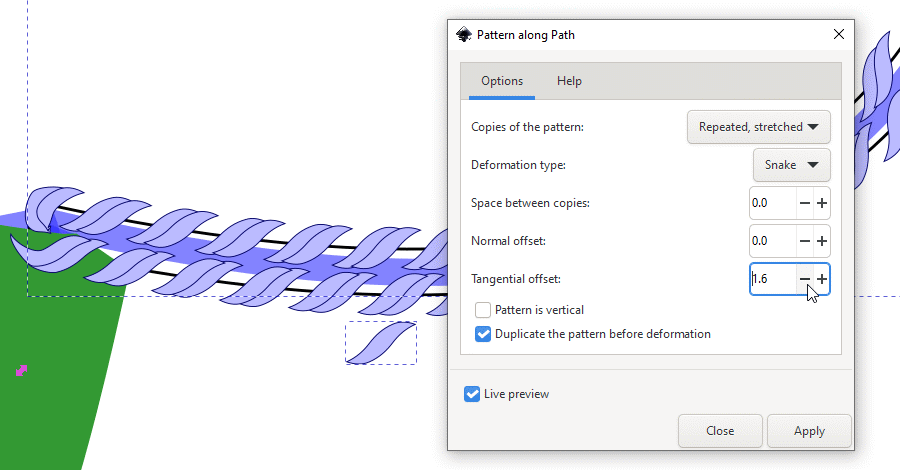 Pattern along Path
Options Help
Copies of the pattern: Repeated, stretched
Deformation type: Snake
Space between copies: 0.0
Normal offset: 0.0
Tangential offset: 1.6
Pattern is vertical
Duplicate the pattern before deformation
Live preview
Close Apply